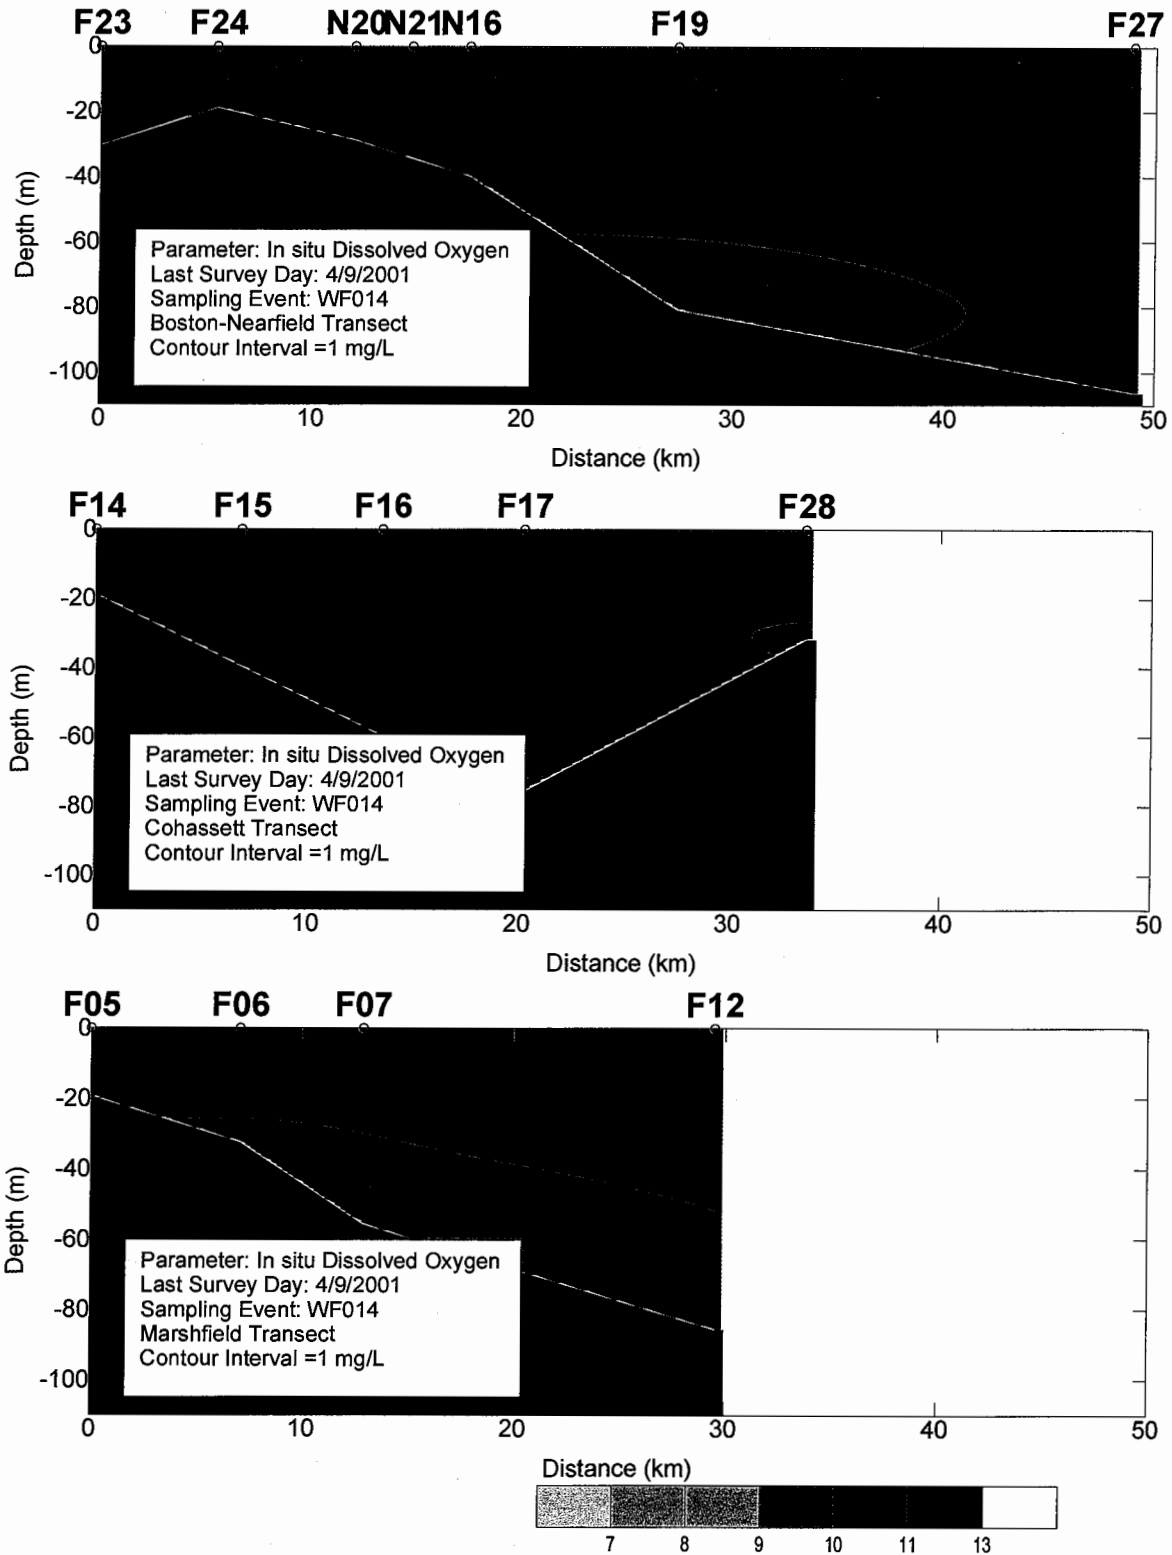 F23 F24 N20 N21 N16 F19 F27
0
-20
-40
-60
-80
-100
Depth (m)
Parameter: In situ Dissolved Oxygen
Last Survey Day: 4/9/2001
Sampling Event: WF014
Boston-Nearfield Transect
Contour Interval =1 mg/L
0 10 20 30 40 50
Distance (km)
F14 F15 F16 F17 F28
0
-20
-40
-60
-80
-100
Depth (m)
Parameter: In situ Dissolved Oxygen
Last Survey Day: 4/9/2001
Sampling Event: WF014
Cohassett Transect
Contour Interval =1 mg/L
0 10 20 30 40 50
Distance (km)
F05 F06 F07 F12
0
-20
-40
-60
-80
-100
Depth (m)
Parameter: In situ Dissolved Oxygen
Last Survey Day: 4/9/2001
Sampling Event: WF014
Marshfield Transect
Contour Interval =1 mg/L
0 10 20 30 40 50
Distance (km)
7 8 9 10 11 13